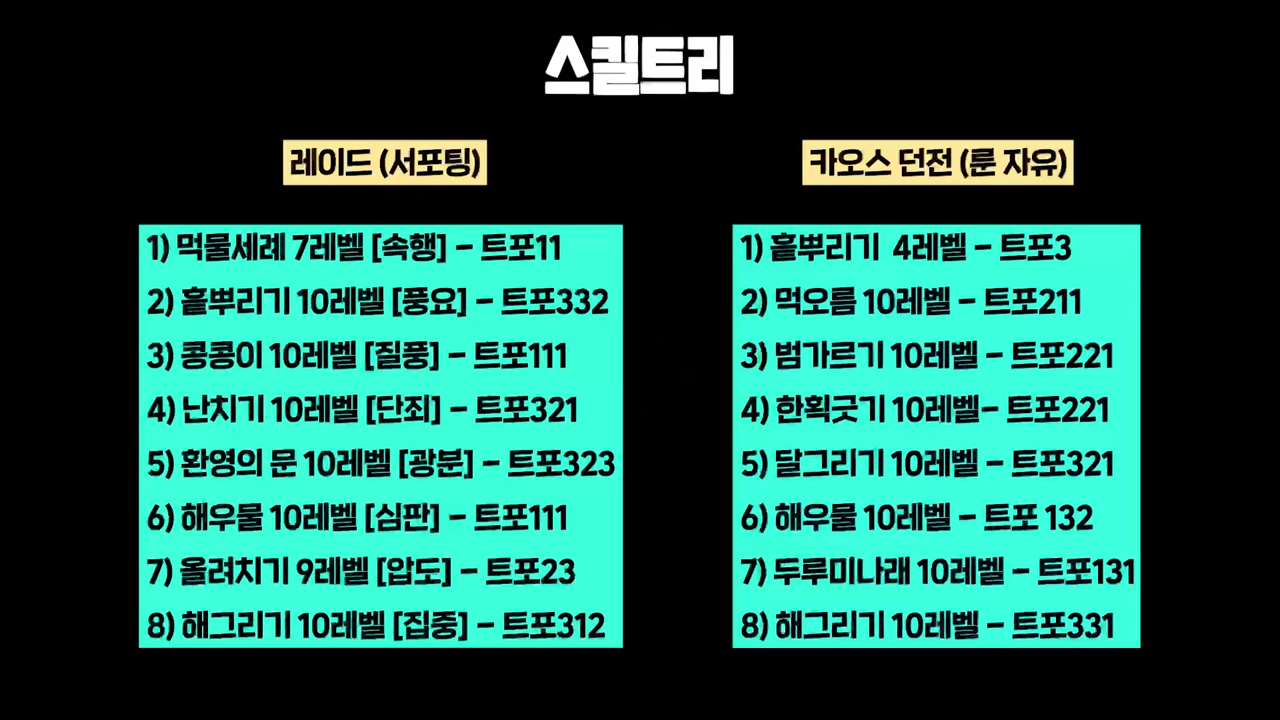 스킬트리
레이드 (서포팅)
1) 먹물세례 7레벨 [속행] - 트포11
2) 흩뿌리기 10레벨 [풍요] - 트포332
3) 콩콩이 10레벨 [질풍] - 트포111
4) 난치기 10레벨 [단죄] - 트포321
5) 환영의 문 10레벨 [광분] - 트포323
6) 해우물 10레벨 [심판] - 트포111
7) 올려치기 9레벨 [압도] - 트포23
8) 해그리기 10레벨 [집중] - 트포312
카오스 던전 (룬 자유)
1) 흩뿌리기 4레벨 - 트포3
2) 먹오름 10레벨 - 트포211
3) 범가르기 10레벨 - 트포221
4) 한획긋기 10레벨- 트포221
5) 달그리기 10레벨 - 트포321
6) 해우물 10레벨 - 트포 132
7) 두루미나래 10레벨 - 트포131
8) 해그리기 10레벨 - 트포331